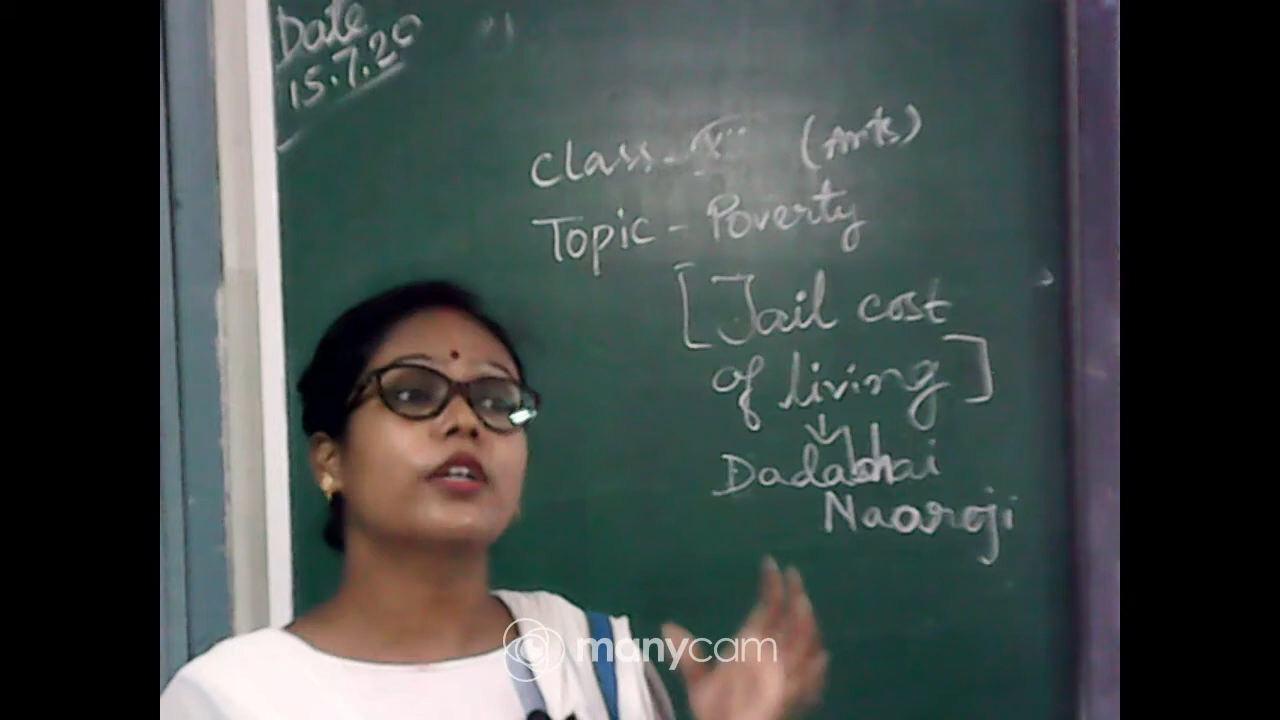 Date
15.7.20
Class - (Arts)
Topic - Poverty
[Jail cost
of living]
Dadabhai
Naoroji
manycam